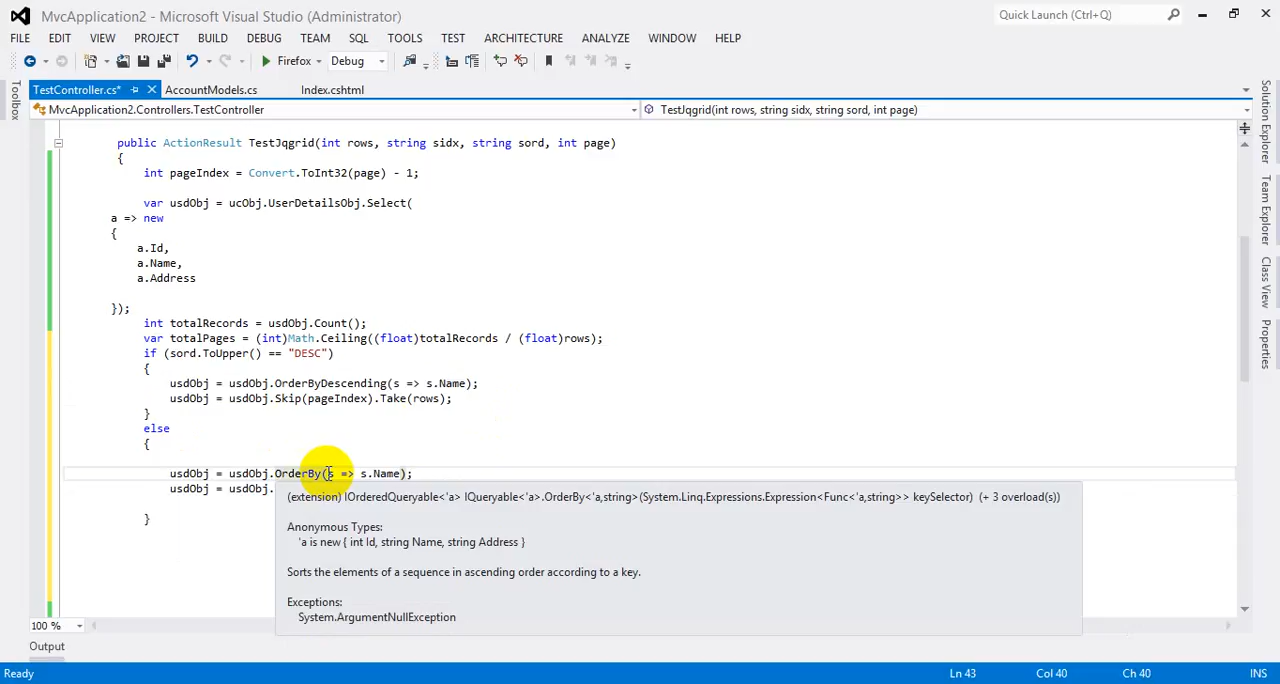 MvcApplication2 - Microsoft Visual Studio (Administrator)
Quick Launch (Ctrl+Q)
FILE EDIT VIEW PROJECT BUILD DEBUG TEAM SQL TOOLS TEST ARCHITECTURE ANALYZE WINDOW HELP
Firefox Debug
TestController.cs* AccountModels.cs Index.cshtml
MvcApplication2.Controllers.TestController TestJqgrid(int rows, string sidx, string sord, int page)
Toolbox
Solution Explorer
Team Explorer
Class View
Properties
public ActionResult TestJqgrid(int rows, string sidx, string sord, int page)
{
int pageIndex = Convert.ToInt32(page) - 1;
var usdObj = ucObj.UserDetailsObj.Select(
a => new
{
a.Id,
a.Name,
a.Address
});
int totalRecords = usdObj.Count();
var totalPages = (int)Math.Ceiling((float)totalRecords / (float)rows);
if (sord.ToUpper() == "DESC")
{
usdObj = usdObj.OrderByDescending(s => s.Name);
usdObj = usdObj.Skip(pageIndex).Take(rows);
}
else
{
usdObj = usdObj.OrderBy(s => s.Name);
usdObj = usdObj.
(extension) IOrderedQueryable<'a> IQueryable<'a>.OrderBy<'a,string>(System.Linq.Expressions.Expression<Func<'a,string>> keySelector) (+ 3 overload(s))
}
Anonymous Types:
'a is new { int Id, string Name, string Address }
Sorts the elements of a sequence in ascending order according to a key.
Exceptions:
System.ArgumentNullException
100 %
Output
Ready Ln 43 Col 40 Ch 40 INS